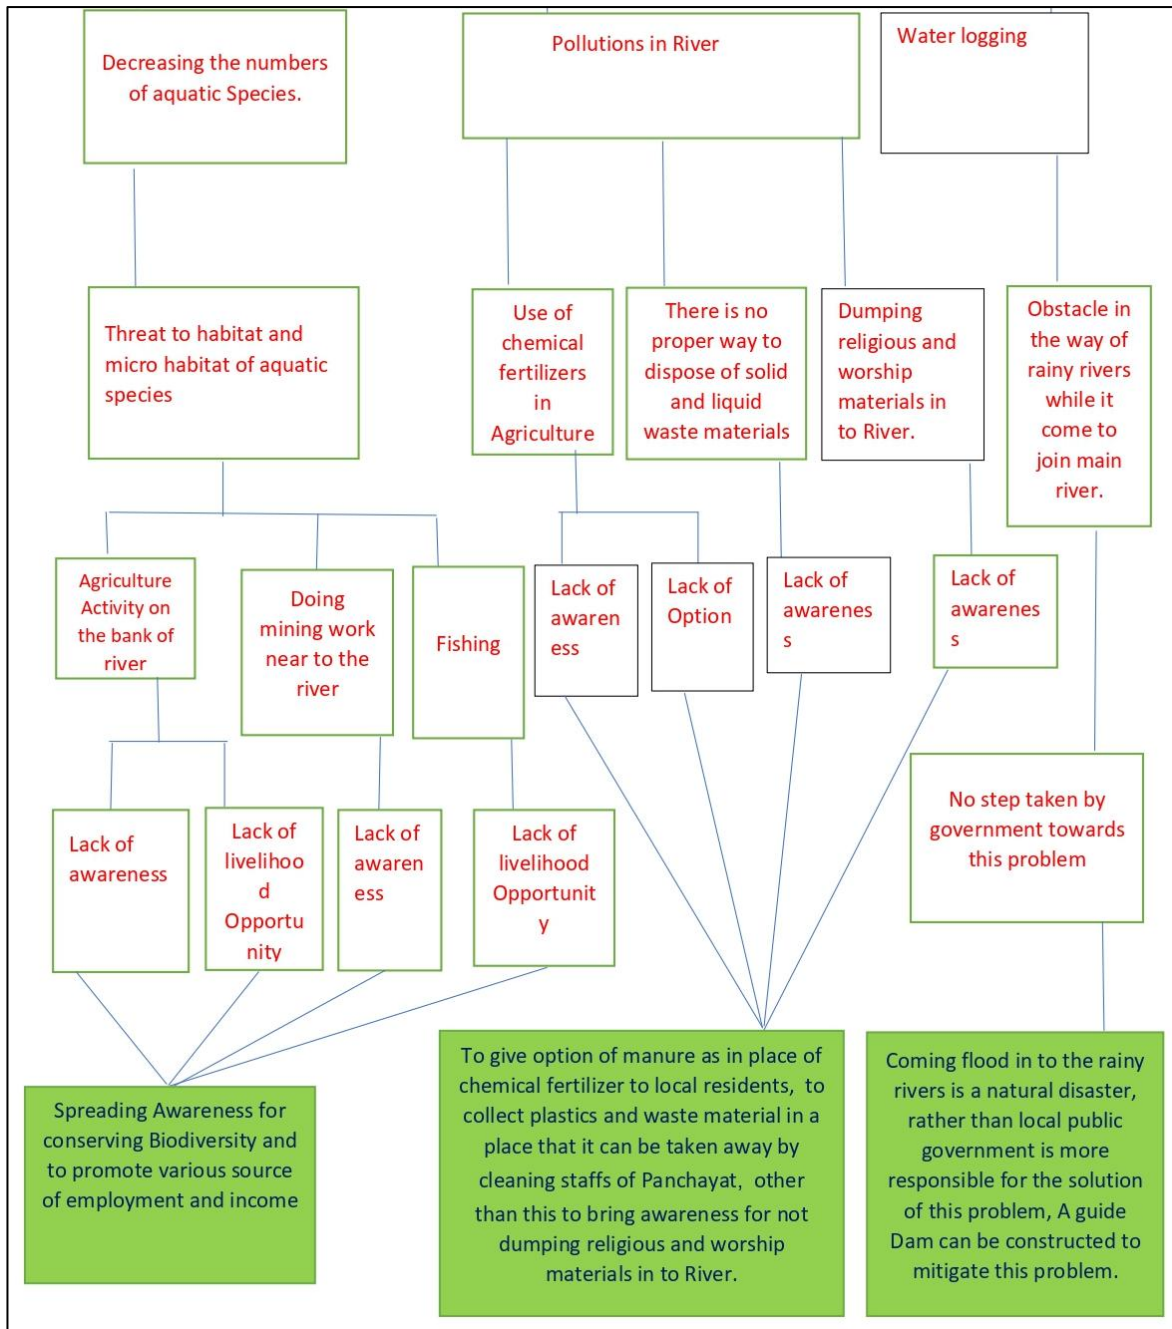 Decreasing the numbers
of aquatic Species.
Pollutions in River
Water logging
Threat to habitat and
micro habitat of aquatic
species
Use of
chemical
fertilizers
in
Agriculture
There is no
proper way to
dispose of solid
and liquid
waste materials
Dumping
religious and
worship
materials in
to River.
Obstacle in
the way of
rainy rivers
while it
come to
join main
river.
Agriculture
Activity on
the bank of
river
Doing
mining work
near to the
river
Fishing
Lack of
awaren
ess
Lack of
Option
Lack of
awarenes
s
Lack of
awarenes
s
Lack of
awareness
Lack of
livelihoo
d
Opportu
nity
Lack of
awaren
ess
Lack of
livelihood
Opportunit
y
No step taken by
government towards
this problem
Spreading Awareness for
conserving Biodiversity and
to promote various source
of employment and income
To give option of manure as in place of
chemical fertilizer to local residents, to
collect plastics and waste material in a
place that it can be taken away by
cleaning staffs of Panchayat, other
than this to bring awareness for not
dumping religious and worship
materials in to River.
Coming flood in to the rainy
rivers is a natural disaster,
rather than local public
government is more
responsible for the solution
of this problem, A guide
Dam can be constructed to
mitigate this problem.